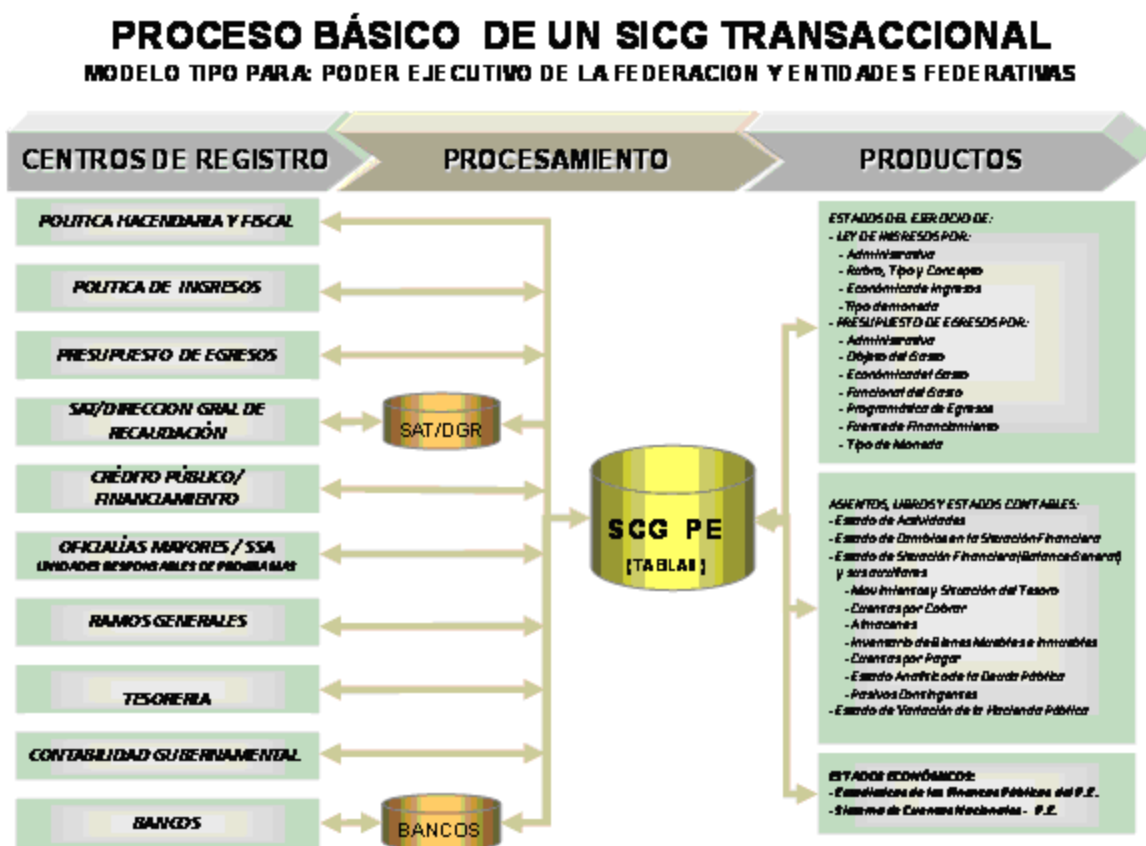 PROCESO BÁSICO DE UN SICG TRANSACCIONAL
MODELO TIPO PARA: PODER EJECUTIVO DE LA FEDERACION Y ENTIDADES FEDERATIVAS
CENTROS DE REGISTRO
PROCESAMIENTO
PRODUCTOS
POLITICA HACENDARIA Y FISCAL
POLITICA DE INGRESOS
PRESUPUESTO DE EGRESOS
SAT/DIRECCION GRAL DE
RECAUDACIÓN
CRÉDITO PÚBLICO/
FINANCIAMIENTO
OFICIALÍAS MAYORES / SSA
UNIDADES RESPONSABLES DE PROGRAMAS
RAMOS GENERALES
TESORERIA
CONTABILIDAD GUBERNAMENTAL
BANCOS
SAT/DGR
BANCOS
SCG PE
(TABLAS)
ESTADOS DEL EJERCICIO DE:
- LEY DE INGRESOS POR:
- Administrativa
- Rubro, Tipo y Concepto
- Económica de Ingresos
- Tipo de moneda
- PRESUPUESTO DE EGRESOS POR:
- Administrativa
- Objeto del Gasto
- Económica del Gasto
- Funcional del Gasto
- Programática de Egresos
- Fuente de Financiamiento
- Tipo de Moneda
ASIENTOS, LIBROS Y ESTADOS CONTABLES:
- Estado de Actividades
- Estado de Cambios en la Situación Financiera
- Estado de Situación Financiera (Balance General)
y sus auxiliares
- Movimientos y Situación del Tesoro
- Cuentas por Cobrar
- Almacenes
- Inventario de Bienes Muebles e Inmuebles
- Cuentas por Pagar
- Estado Analítico de la Deuda Pública
- Pasivos Contingentes
- Estado de Variación de la Hacienda Pública
ESTADOS ECONÓMICOS:
- Estadísticas de las Finanzas Públicas del P.E.
- Sistema de Cuentas Nacionales - P.E.